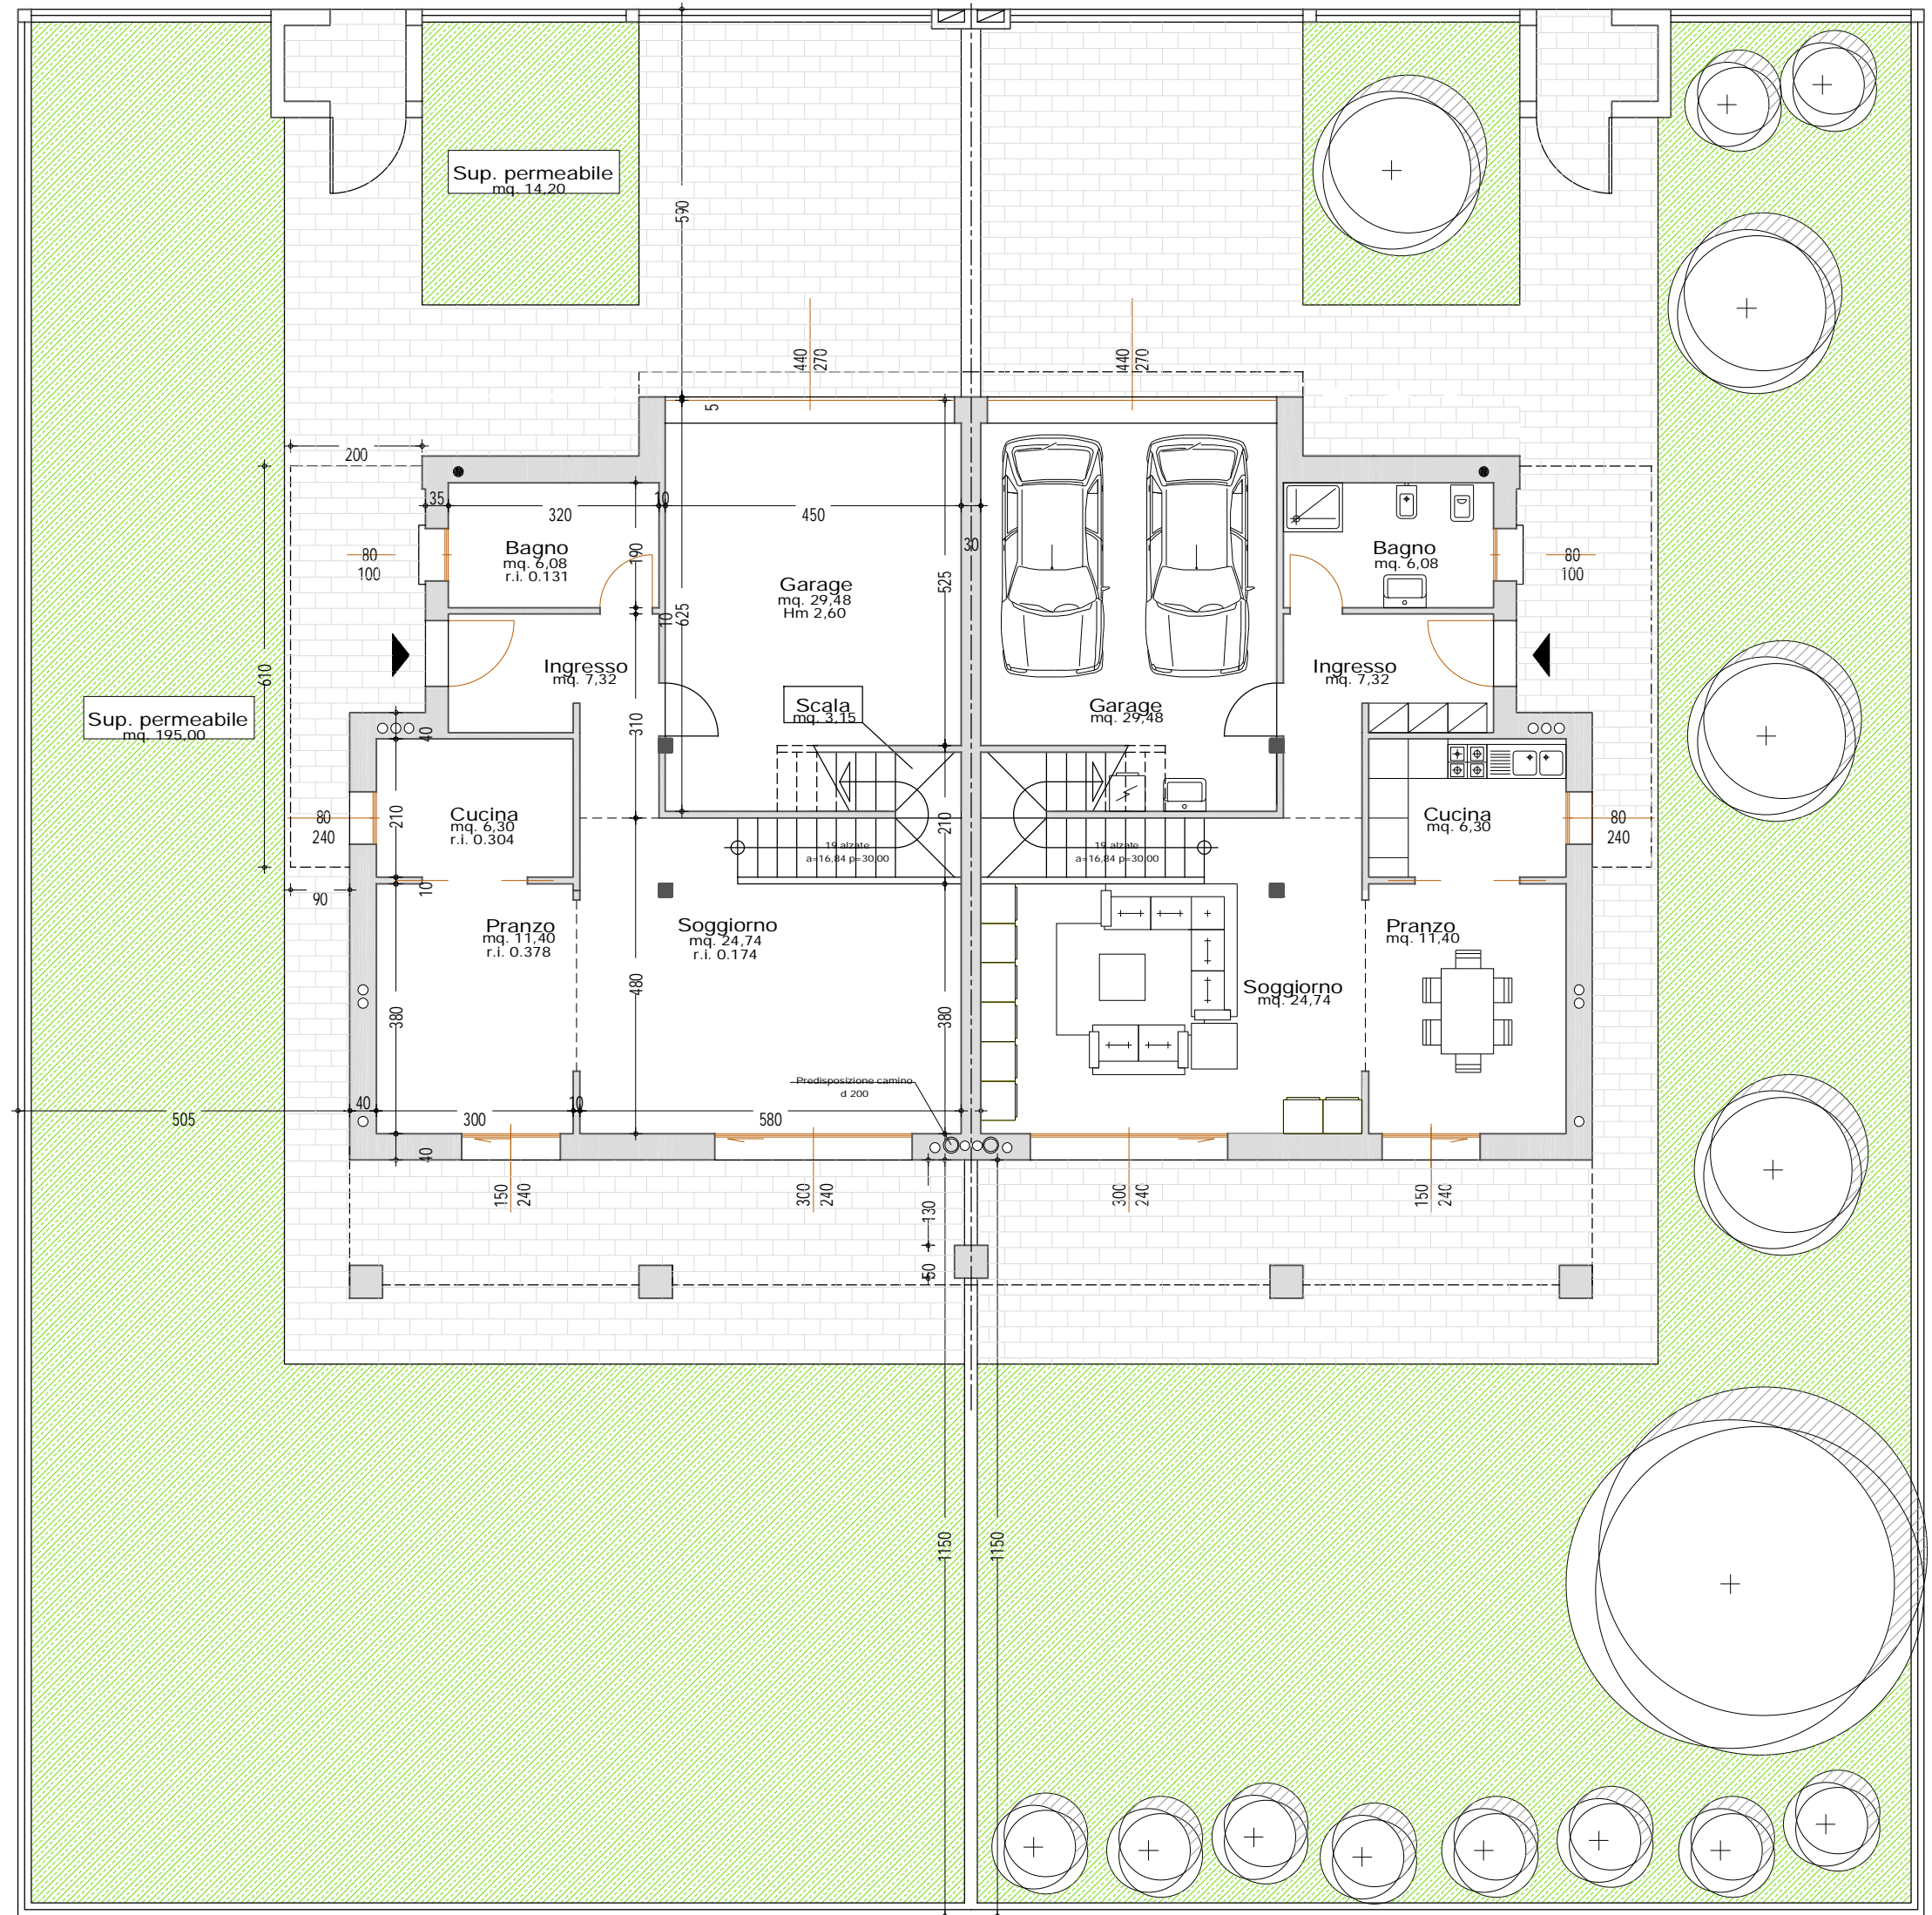 Sup. permeabile
mq. 14,20
590
440
270
440
270
5
200
35
320
10
450
30
Bagno
mq. 6,08
r.i. 0.131
190
80
100
Garage
mq. 29,48
Hm 2,60
525
625
10
Bagno
mq. 6,08
80
100
610
Ingresso
mq. 7,32
310
Ingresso
mq. 7,32
Sup. permeabile
mq. 195,00
Scala
mq. 3,15
Garage
mq. 29,48
40
210
Cucina
mq. 6,30
r.i. 0.304
80
240
210
19 alzate
a=16,84 p=30,00
19 alzate
a=16,84 p=30,00
Cucina
mq. 6,30
80
240
10
90
Pranzo
mq. 11,40
r.i. 0.378
Soggiorno
mq. 24,74
r.i. 0.174
Pranzo
mq. 11,40
480
380
380
Soggiorno
mq. 24,74
Predisposizione camino
d 200
505
40
300
10
580
40
150
240
300
240
300
240
150
240
130
50
1150
1150